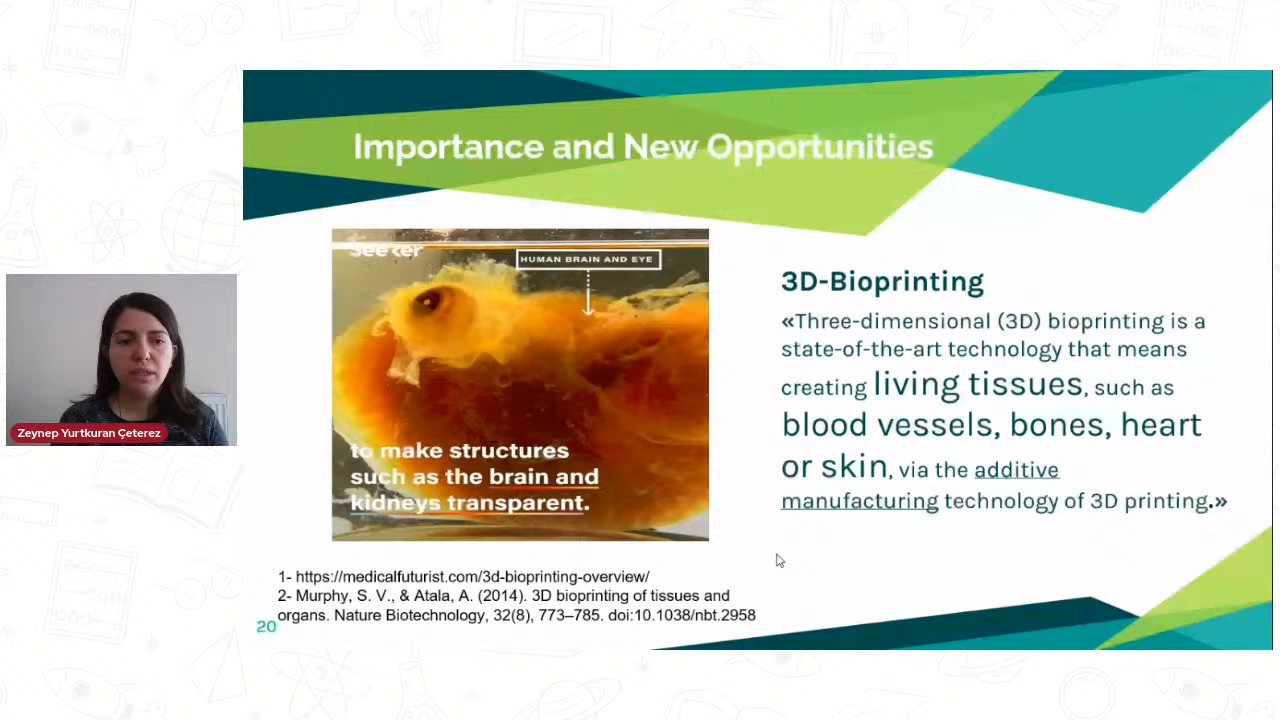 Importance and New Opportunities
Seeker
HUMAN BRAIN AND EYE
to make structures
such as the brain and
kidneys transparent.
3D-Bioprinting
«Three-dimensional (3D) bioprinting is a
state-of-the-art technology that means
creating living tissues, such as
blood vessels, bones, heart
or skin, via the additive
manufacturing technology of 3D printing.»
Zeynep Yurtkuran Çeterez
1- https://medicalfuturist.com/3d-bioprinting-overview/
2- Murphy, S. V., & Atala, A. (2014). 3D bioprinting of tissues and
organs. Nature Biotechnology, 32(8), 773–785. doi:10.1038/nbt.2958
20